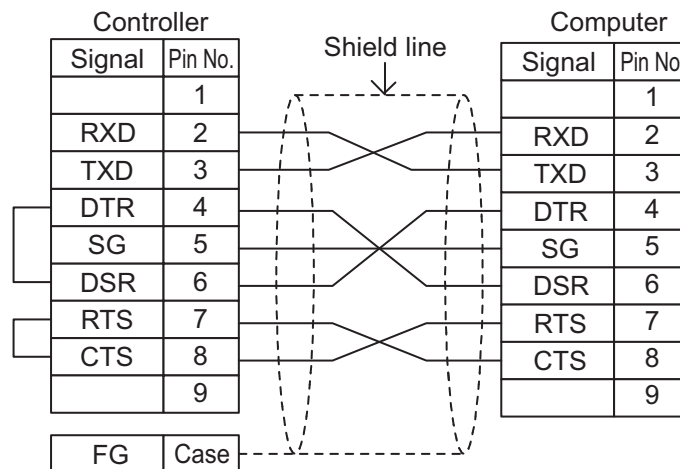 Controller
Computer
Shield line
Signal Pin No.
Signal Pin No
1
1
RXD 2
RXD 2
TXD 3
TXD 3
DTR 4
DTR 4
SG 5
SG 5
DSR 6
DSR 6
RTS 7
RTS 7
CTS 8
CTS 8
9
9
FG Case